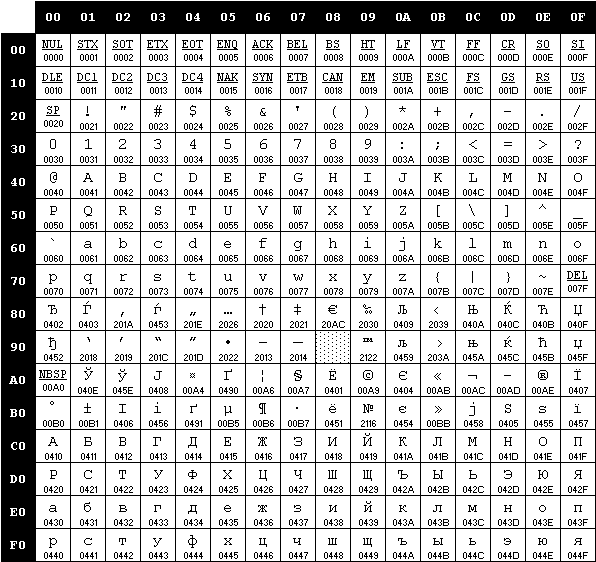 00 01 02 03 04 05 06 07 08 09 0A 0B 0C 0D 0E 0F
00 NUL STX SOT ETX EOT ENQ ACK BEL BS HT LF VT FF CR SO SI
0000 0001 0002 0003 0004 0005 0006 0007 0008 0009 000A 000B 000C 000D 000E 000F
10 DLE DC1 DC2 DC3 DC4 NAK SYN ETB CAN EM SUB ESC FS GS RS US
0010 0011 0012 0013 0014 0015 0016 0017 0018 0019 001A 001B 001C 001D 001E 001F
20 SP ! " # $ % & ' ( ) * + , - . /
0020 0021 0022 0023 0024 0025 0026 0027 0028 0029 002A 002B 002C 002D 002E 002F
30 0 1 2 3 4 5 6 7 8 9 : ; < = > ?
0030 0031 0032 0033 0034 0035 0036 0037 0038 0039 003A 003B 003C 003D 003E 003F
40 @ A B C D E F G H I J K L M N O
0040 0041 0042 0043 0044 0045 0046 0047 0048 0049 004A 004B 004C 004D 004E 004F
50 P Q R S T U V W X Y Z [ \ ] ^ _
0050 0051 0052 0053 0054 0055 0056 0057 0058 0059 005A 005B 005C 005D 005E 005F
60 ` a b c d e f g h i j k l m n o
0060 0061 0062 0063 0064 0065 0066 0067 0068 0069 006A 006B 006C 006D 006E 006F
70 p q r s t u v w x y z { | } ~ DEL
0070 0071 0072 0073 0074 0075 0076 0077 0078 0079 007A 007B 007C 007D 007E 007F
80 Ђ Ѓ ‚ ѓ „ … † ‡ € ‰ Љ ‹ Њ Ќ Ћ Џ
0402 0403 201A 0453 201E 2026 2020 2021 20AC 2030 0409 2039 040A 040C 040B 040F
90 ђ ‘ ’ “ ” • – — ™ љ › њ ќ ћ џ
0452 2018 2019 201C 201D 2022 2013 2014 2122 0459 203A 045A 045C 045B 045F
A0 NBSP Ў ў Ј ¤ Ґ ¦ § Ё © Є « ¬ - ® Ї
00A0 040E 045E 0408 00A4 0490 00A6 00A7 0401 00A9 0404 00AB 00AC 00AD 00AE 0407
B0 ° ± І і ґ µ ¶ · ё № є » ј Ѕ ѕ ї
00B0 00B1 0406 0456 0491 00B5 00B6 00B7 0451 2116 0454 00BB 0458 0405 0455 0457
C0 А Б В Г Д Е Ж З И Й К Л М Н О П
0410 0411 0412 0413 0414 0415 0416 0417 0418 0419 041A 041B 041C 041D 041E 041F
D0 Р С Т У Ф Х Ц Ч Ш Щ Ъ Ы Ь Э Ю Я
0420 0421 0422 0423 0424 0425 0426 0427 0428 0429 042A 042B 042C 042D 042E 042F
E0 а б в г д е ж з и й к л м н о п
0430 0431 0432 0433 0434 0435 0436 0437 0438 0439 043A 043B 043C 043D 043E 043F
F0 р с т у ф х ц ч ш щ ъ ы ь э ю я
0440 0441 0442 0443 0444 0445 0446 0447 0448 0449 044A 044B 044C 044D 044E 044F